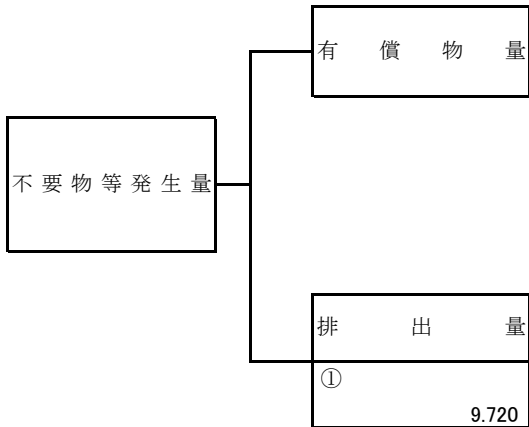 有償物量
不要物等発生量
排出量
①
9.720